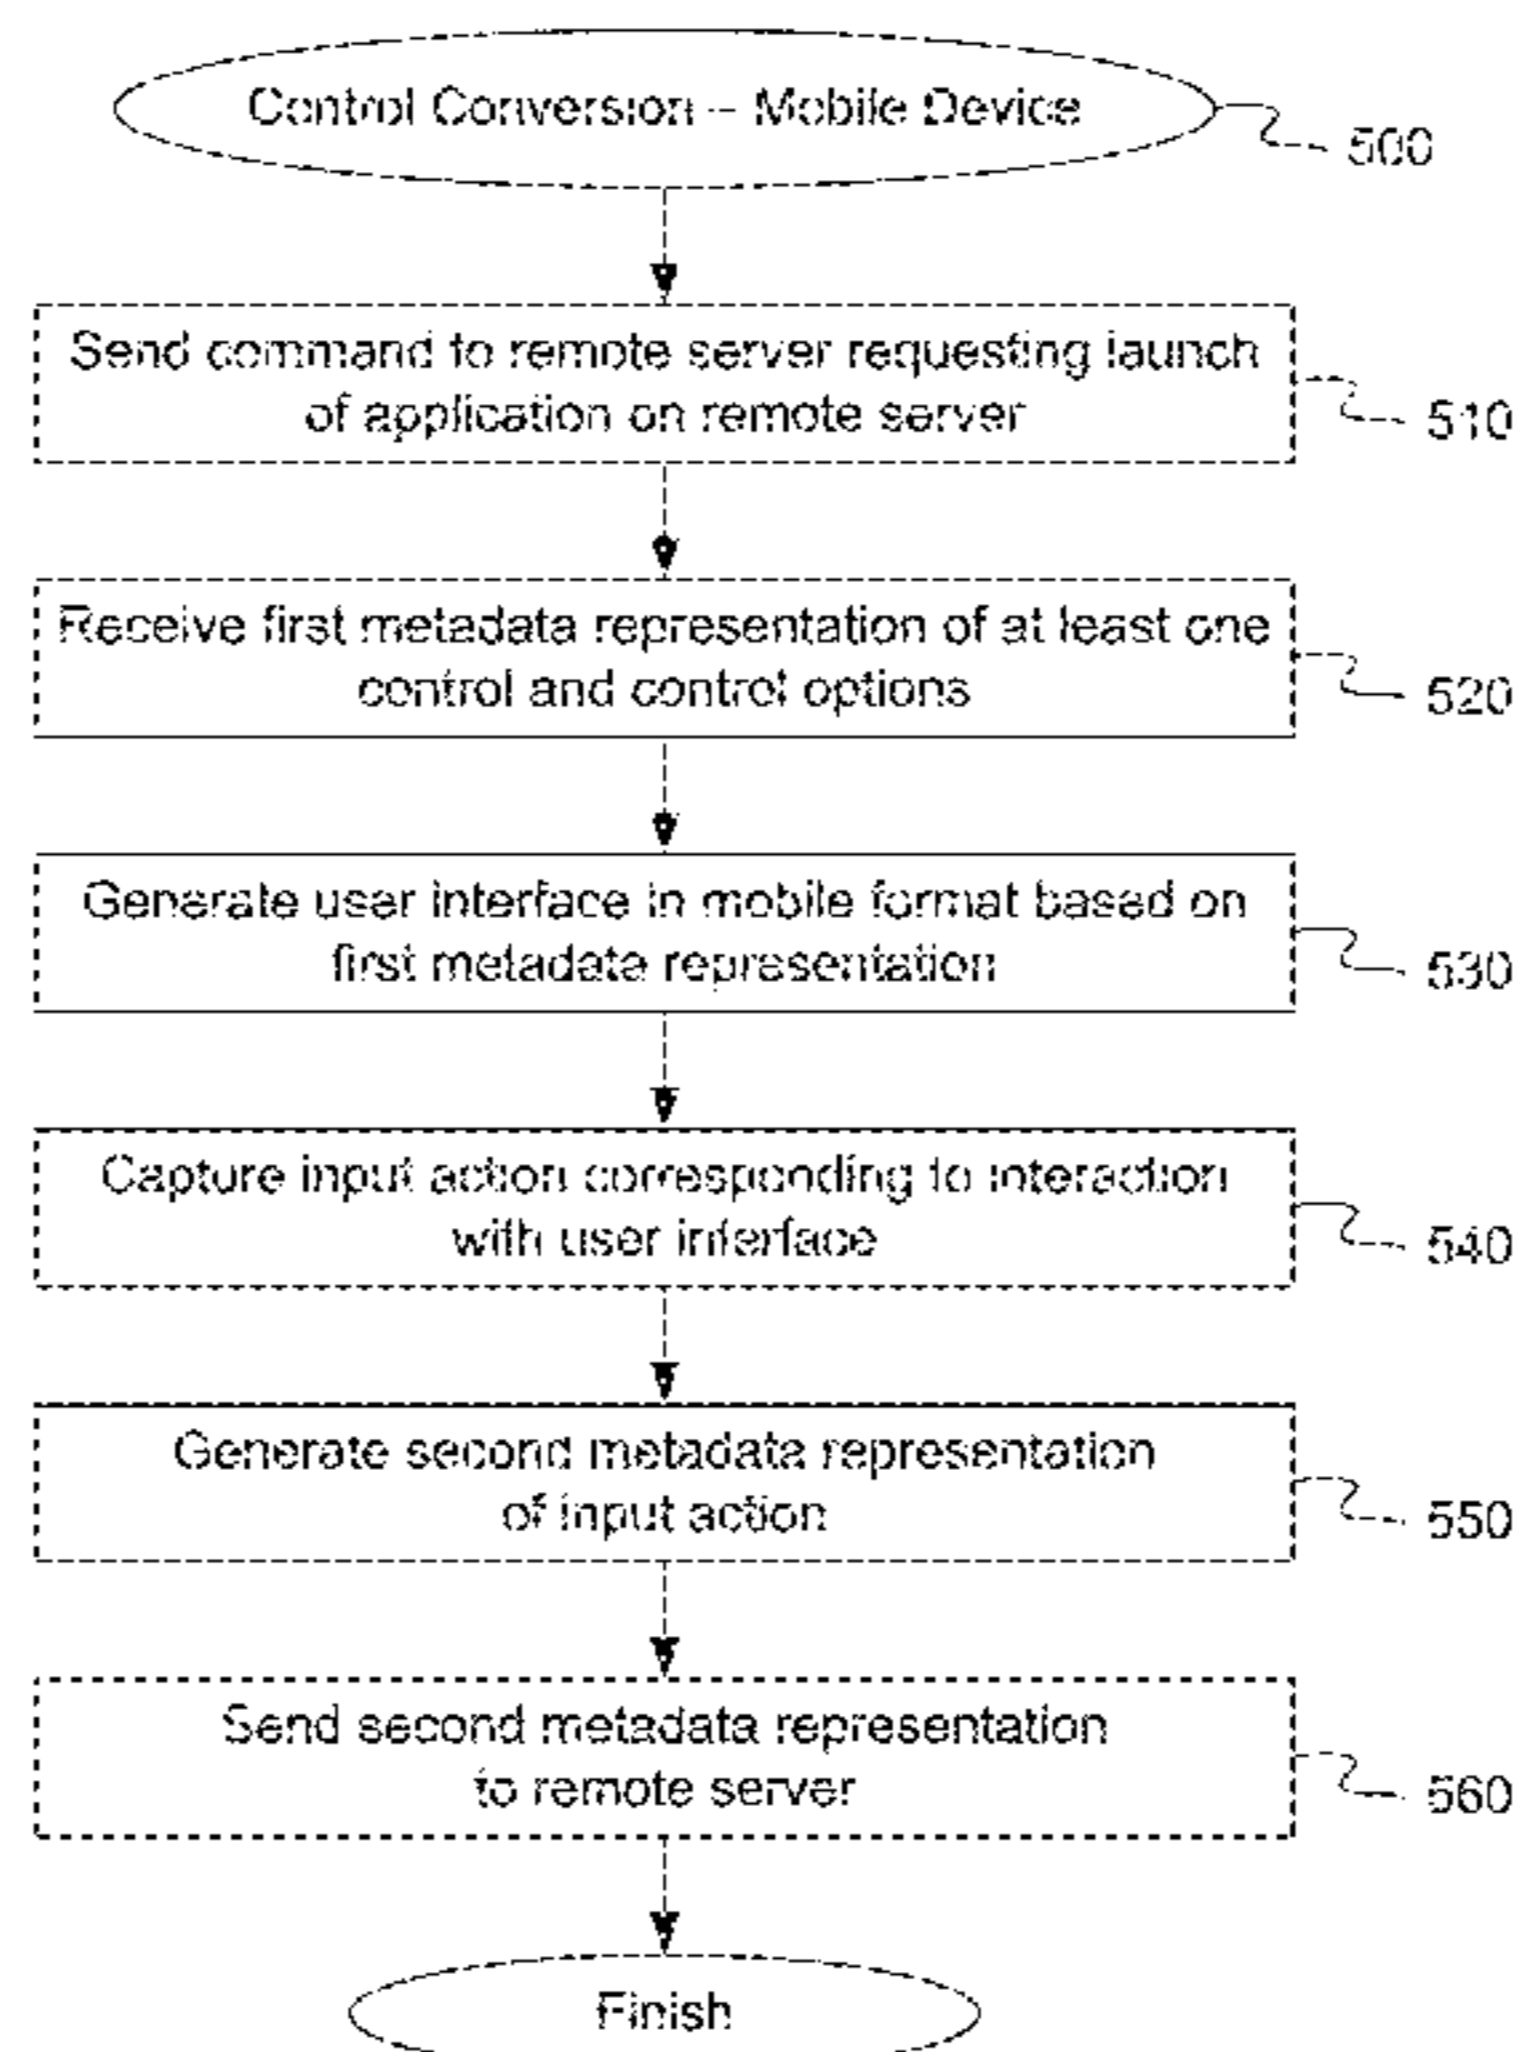 Control Conversion – Mobile Device
500
Send command to remote server requesting launch
of application on remote server
510
Receive first metadata representation of at least one
control and control options
520
Generate user interface in mobile format based on
first metadata representation
530
Capture input action corresponding to interaction
with user interface
540
Generate second metadata representation
of input action
550
Send second metadata representation
to remote server
560
Finish